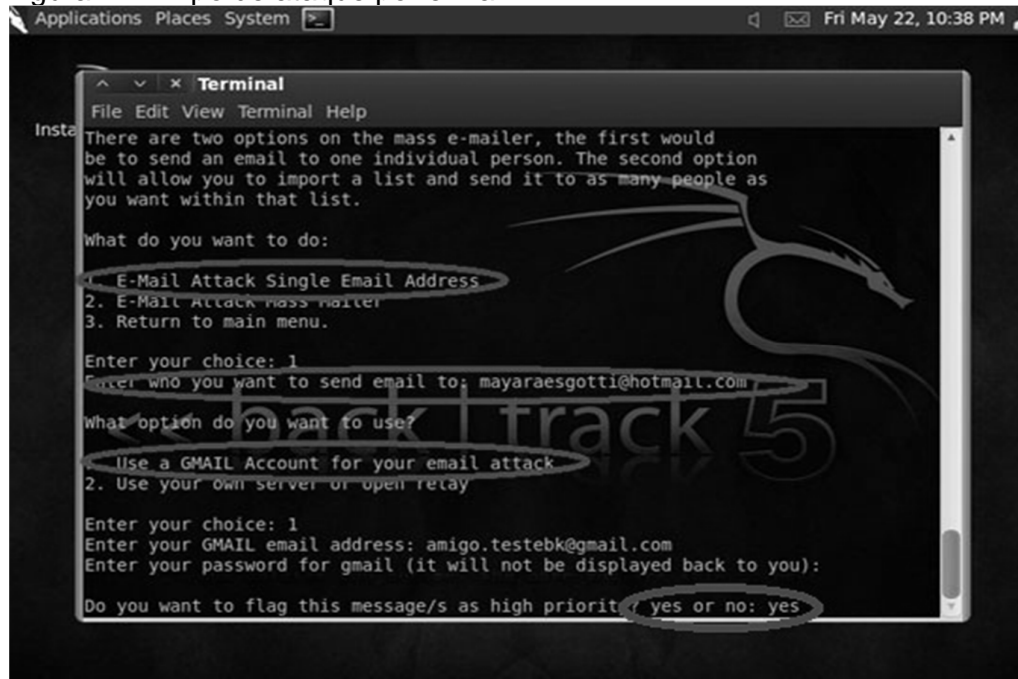 Applications Places System
Fri May 22, 10:38 PM
Terminal
File Edit View Terminal Help
Insta
There are two options on the mass e-mailer, the first would
be to send an email to one individual person. The second option
will allow you to import a list and send it to as many people as
you want within that list.
What do you want to do:
1. E-Mail Attack Single Email Address
2. E-Mail Attack Mass Mailer
3. Return to main menu.
Enter your choice: 1
Enter who you want to send email to: mayaraesgotti@hotmail.com
<< back | track 5
What option do you want to use?
1. Use a GMAIL Account for your email attack
2. Use your own server or open relay
Enter your choice: 1
Enter your GMAIL email address: amigo.testebk@gmail.com
Enter your password for gmail (it will not be displayed back to you):
Do you want to flag this message/s as high priority? yes or no: yes